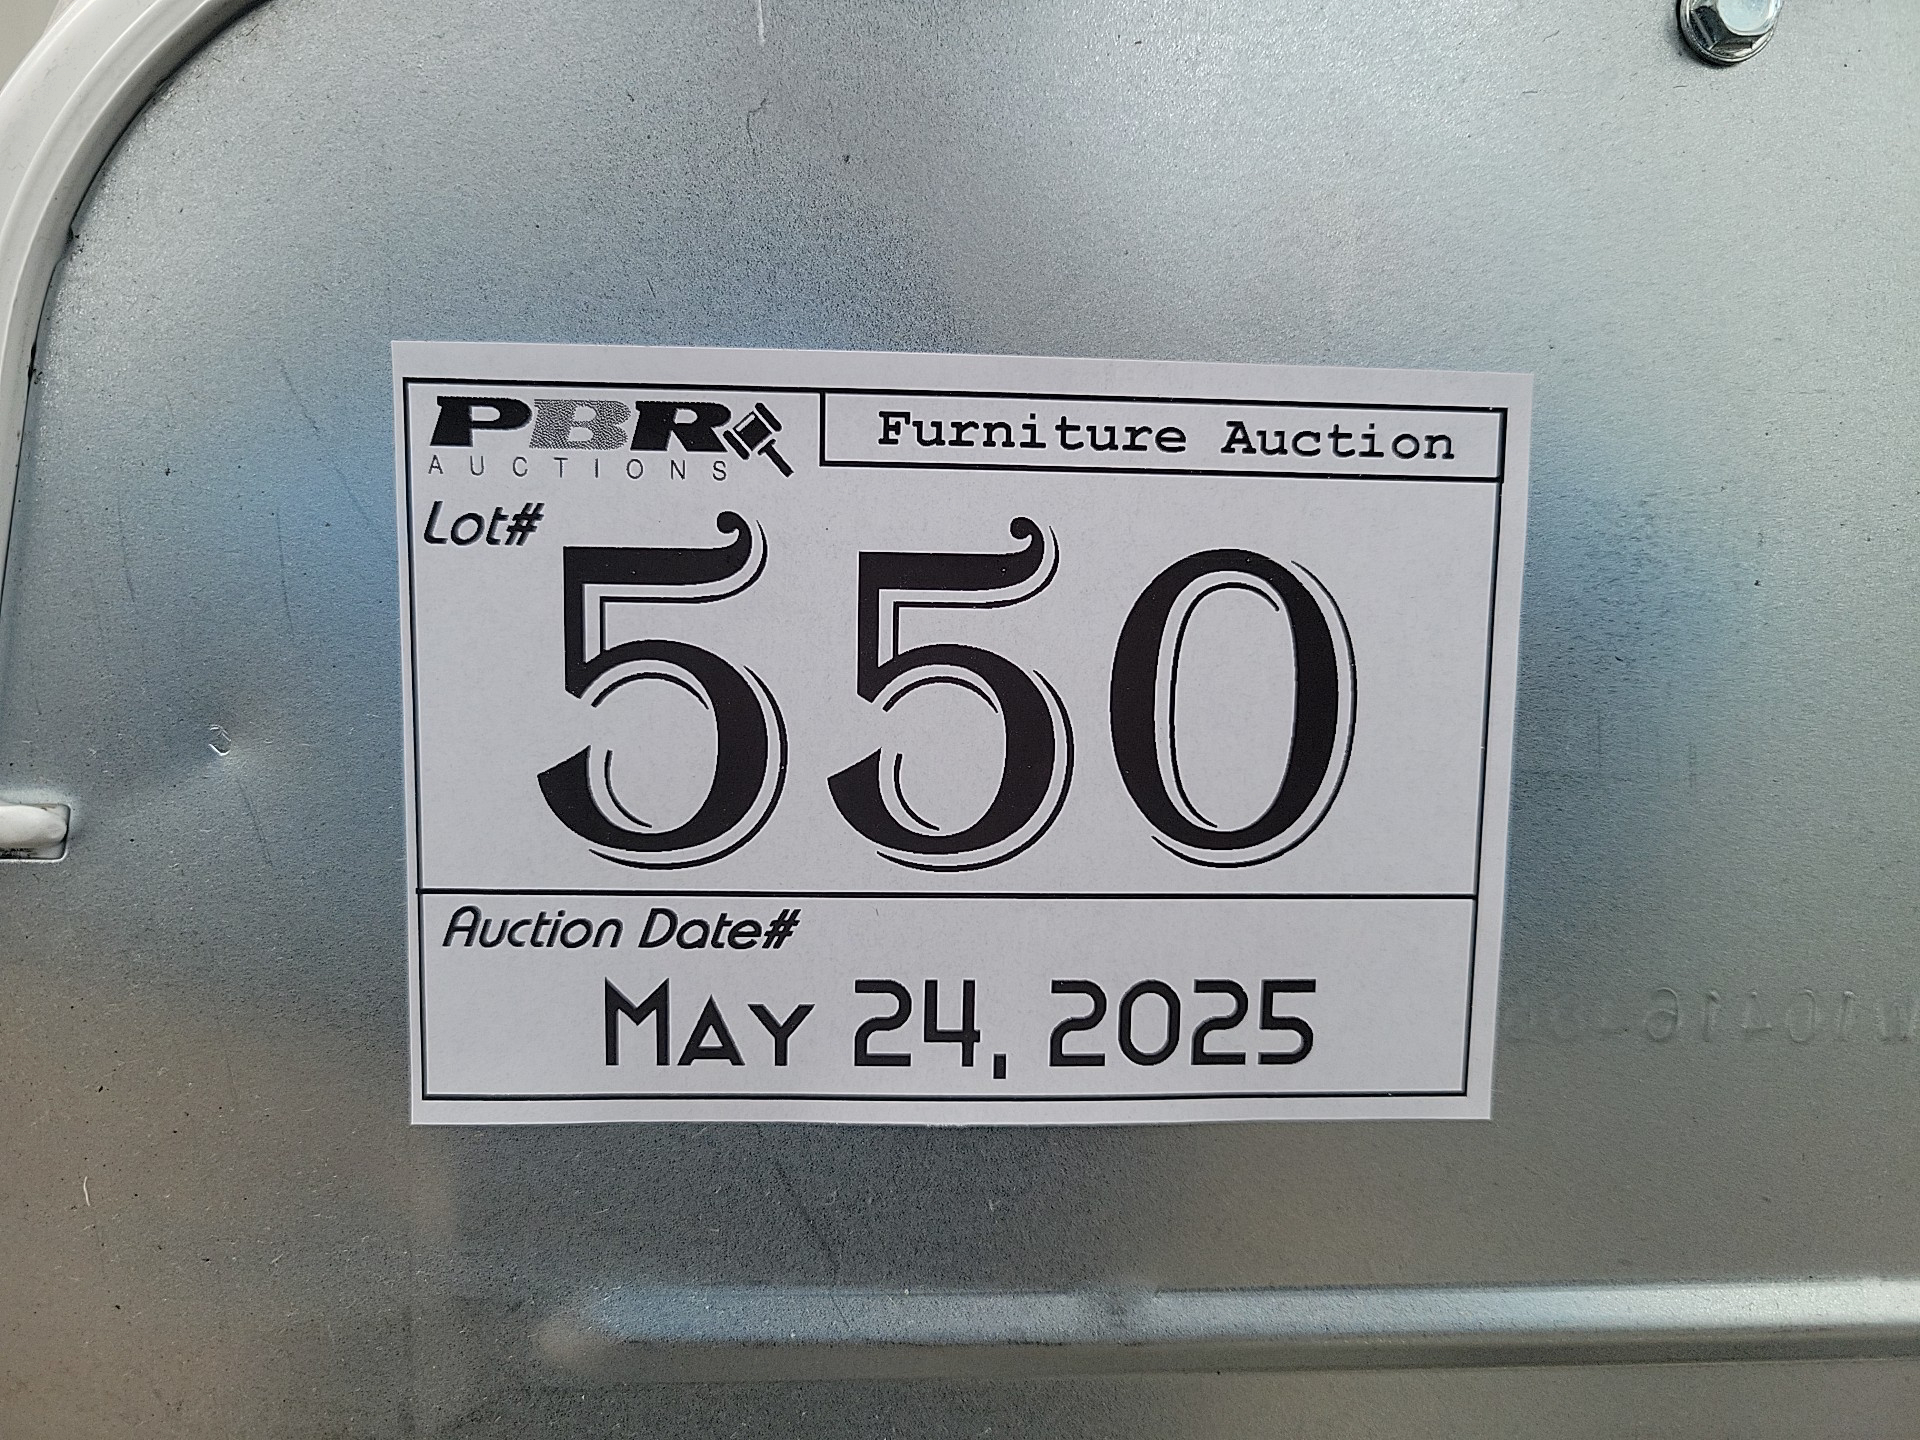 PBR
AUCTIONS
Furniture Auction
Lot#
550
Auction Date#
May 24, 2025